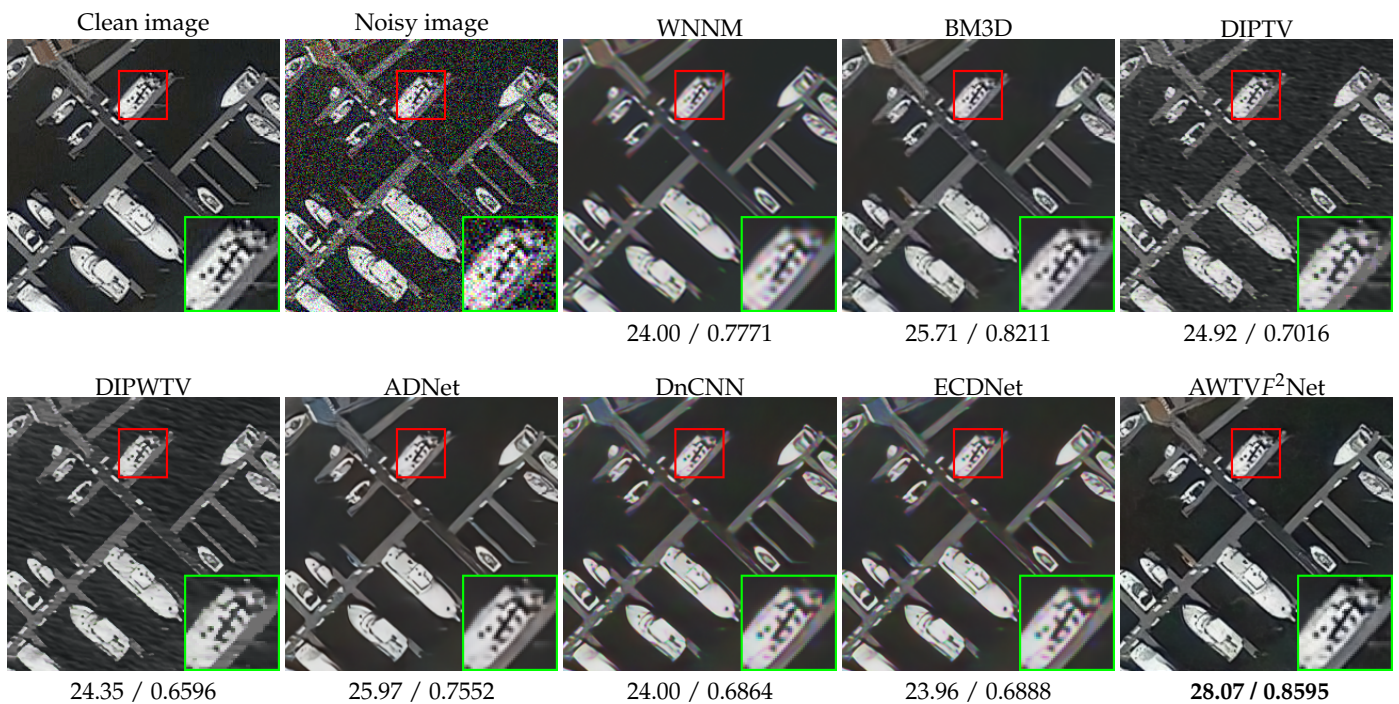 Clean image Noisy image WNNM BM3D DIPTV
24.00 / 0.7771 25.71 / 0.8211 24.92 / 0.7016
DIPWTV ADNet DnCNN ECDNet AWTVF²Net
24.35 / 0.6596 25.97 / 0.7552 24.00 / 0.6864 23.96 / 0.6888 28.07 / 0.8595